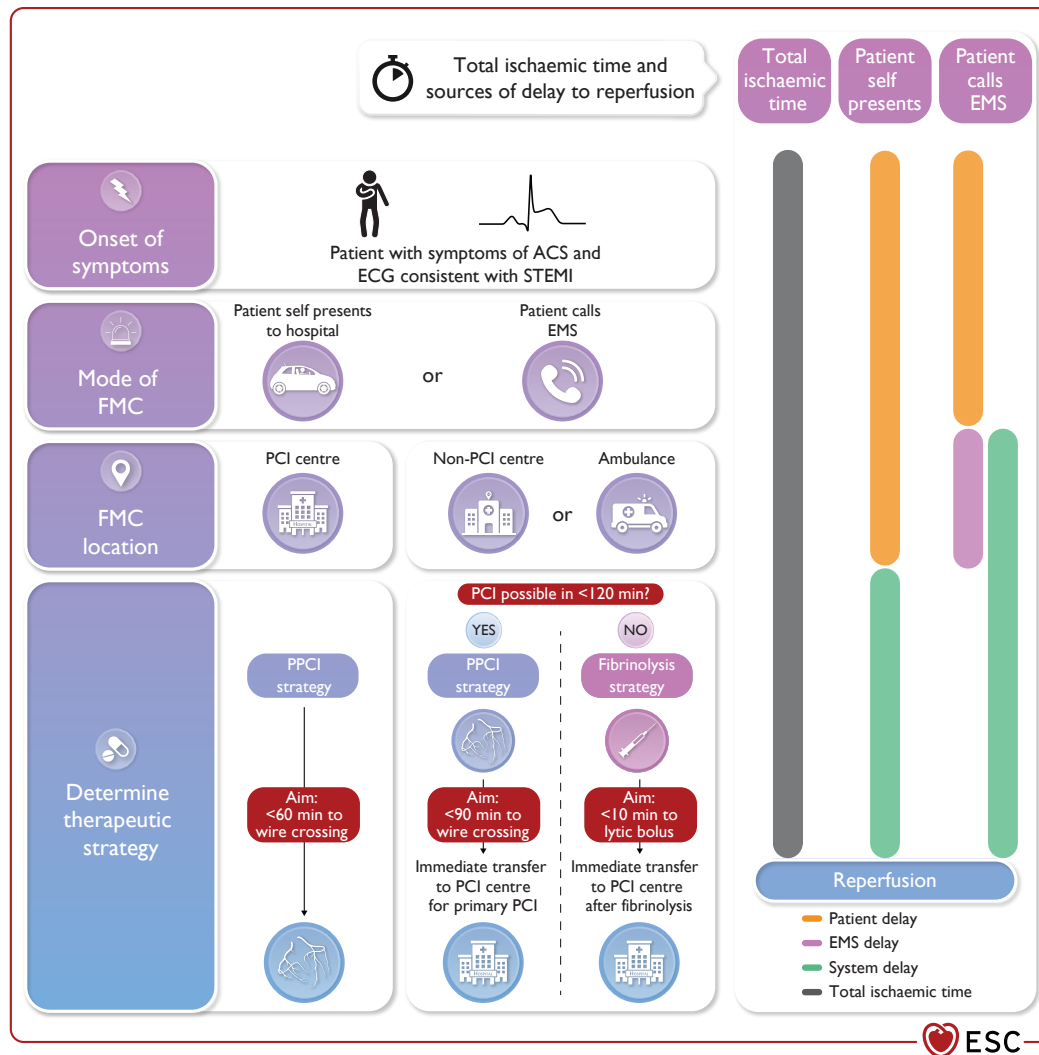 Total ischaemic time and
sources of delay to reperfusion
Total
ischaemic
time
Patient
self
presents
Patient
calls
EMS
Onset of
symptoms
Patient with symptoms of ACS and
ECG consistent with STEMI
Mode of
FMC
Patient self presents
to hospital
or
Patient calls
EMS
FMC
location
PCI centre
HOSPITAL
Non-PCI centre
or
Ambulance
Determine
therapeutic
strategy
PPCI
strategy
Aim:
<60 min to
wire crossing
PCI possible in <120 min?
YES
PPCI
strategy
Aim:
<90 min to
wire crossing
Immediate transfer
to PCI centre
for primary PCI
HOSPITAL
NO
Fibrinolysis
strategy
Aim:
<10 min to
lytic bolus
Immediate transfer
to PCI centre
after fibrinolysis
HOSPITAL
Reperfusion
Patient delay
EMS delay
System delay
Total ischaemic time
ESC